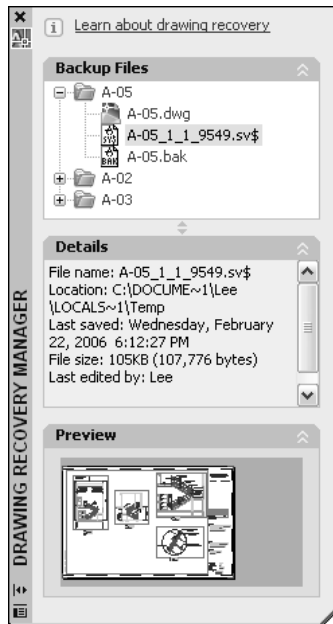 Learn about drawing recovery
Backup Files
A-05
A-05.dwg
A-05_1_1_9549.sv$
A-05.bak
A-02
A-03
Details
File name: A-05_1_1_9549.sv$
Location: C:\DOCUME~1\Lee
\LOCALS~1\Temp
Last saved: Wednesday, February
22, 2006  6:12:27 PM
File size: 105KB (107,776 bytes)
Last edited by: Lee
Preview
DRAWING RECOVERY MANAGER
SYS
BAK